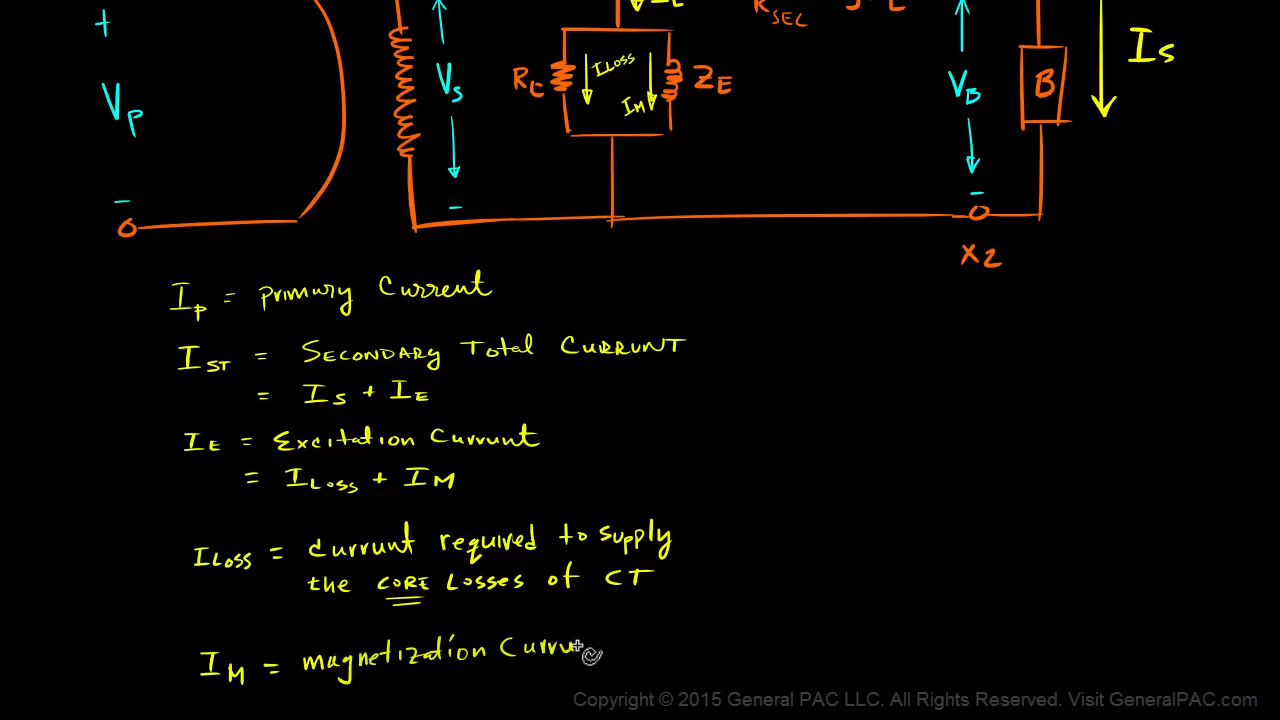 +
IE
RSEC
VP
VS
RE
ILOSS
IM
ZE
VB
B
IS
-
-
-
X2
IP = Primary Current
IST = SECONDARY Total CURRUNT
= IS + IE
IE = Excitation Currunt
= ILOSS + IM
ILOSS = currunt required to supply
the CORE Losses of CT
IM = magnetization Curru
Copyright © 2015 General PAC LLC. All Rights Reserved. Visit GeneralPAC.com